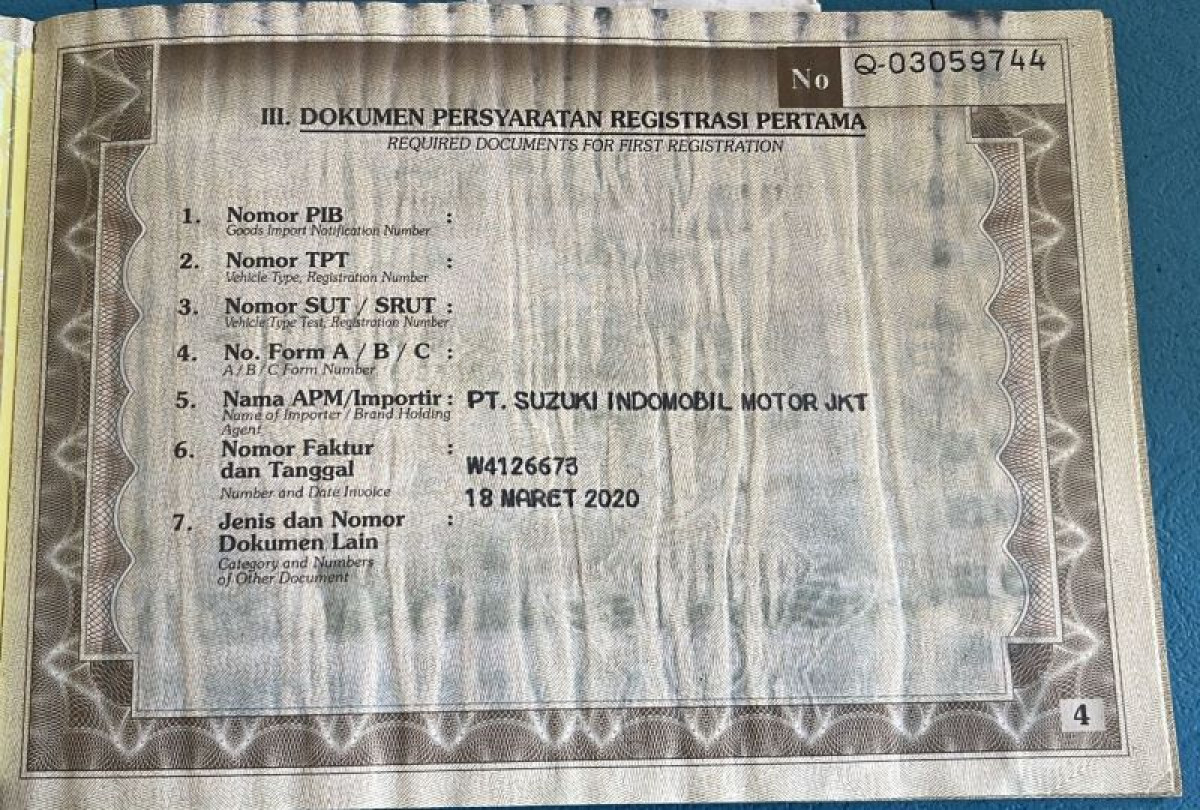 No Q-03059744
III. DOKUMEN PERSYARATAN REGISTRASI PERTAMA
REQUIRED DOCUMENTS FOR FIRST REGISTRATION
1. Nomor PIB :
Goods Import Notification Number
2. Nomor TPT :
Vehicle Type, Registration Number
3. Nomor SUT / SRUT :
Vehicle Type Test, Registration Number
4. No. Form A / B / C :
A / B / C Form Number
5. Nama APM/Importir : PT. SUZUKI INDOMOBIL MOTOR JKT
Name of Importer / Brand Holding
Agent
6. Nomor Faktur :
dan Tanggal W4126673
Number and Date Invoice 18 MARET 2020
7. Jenis dan Nomor :
Dokumen Lain
Category and Numbers
of Other Document
4